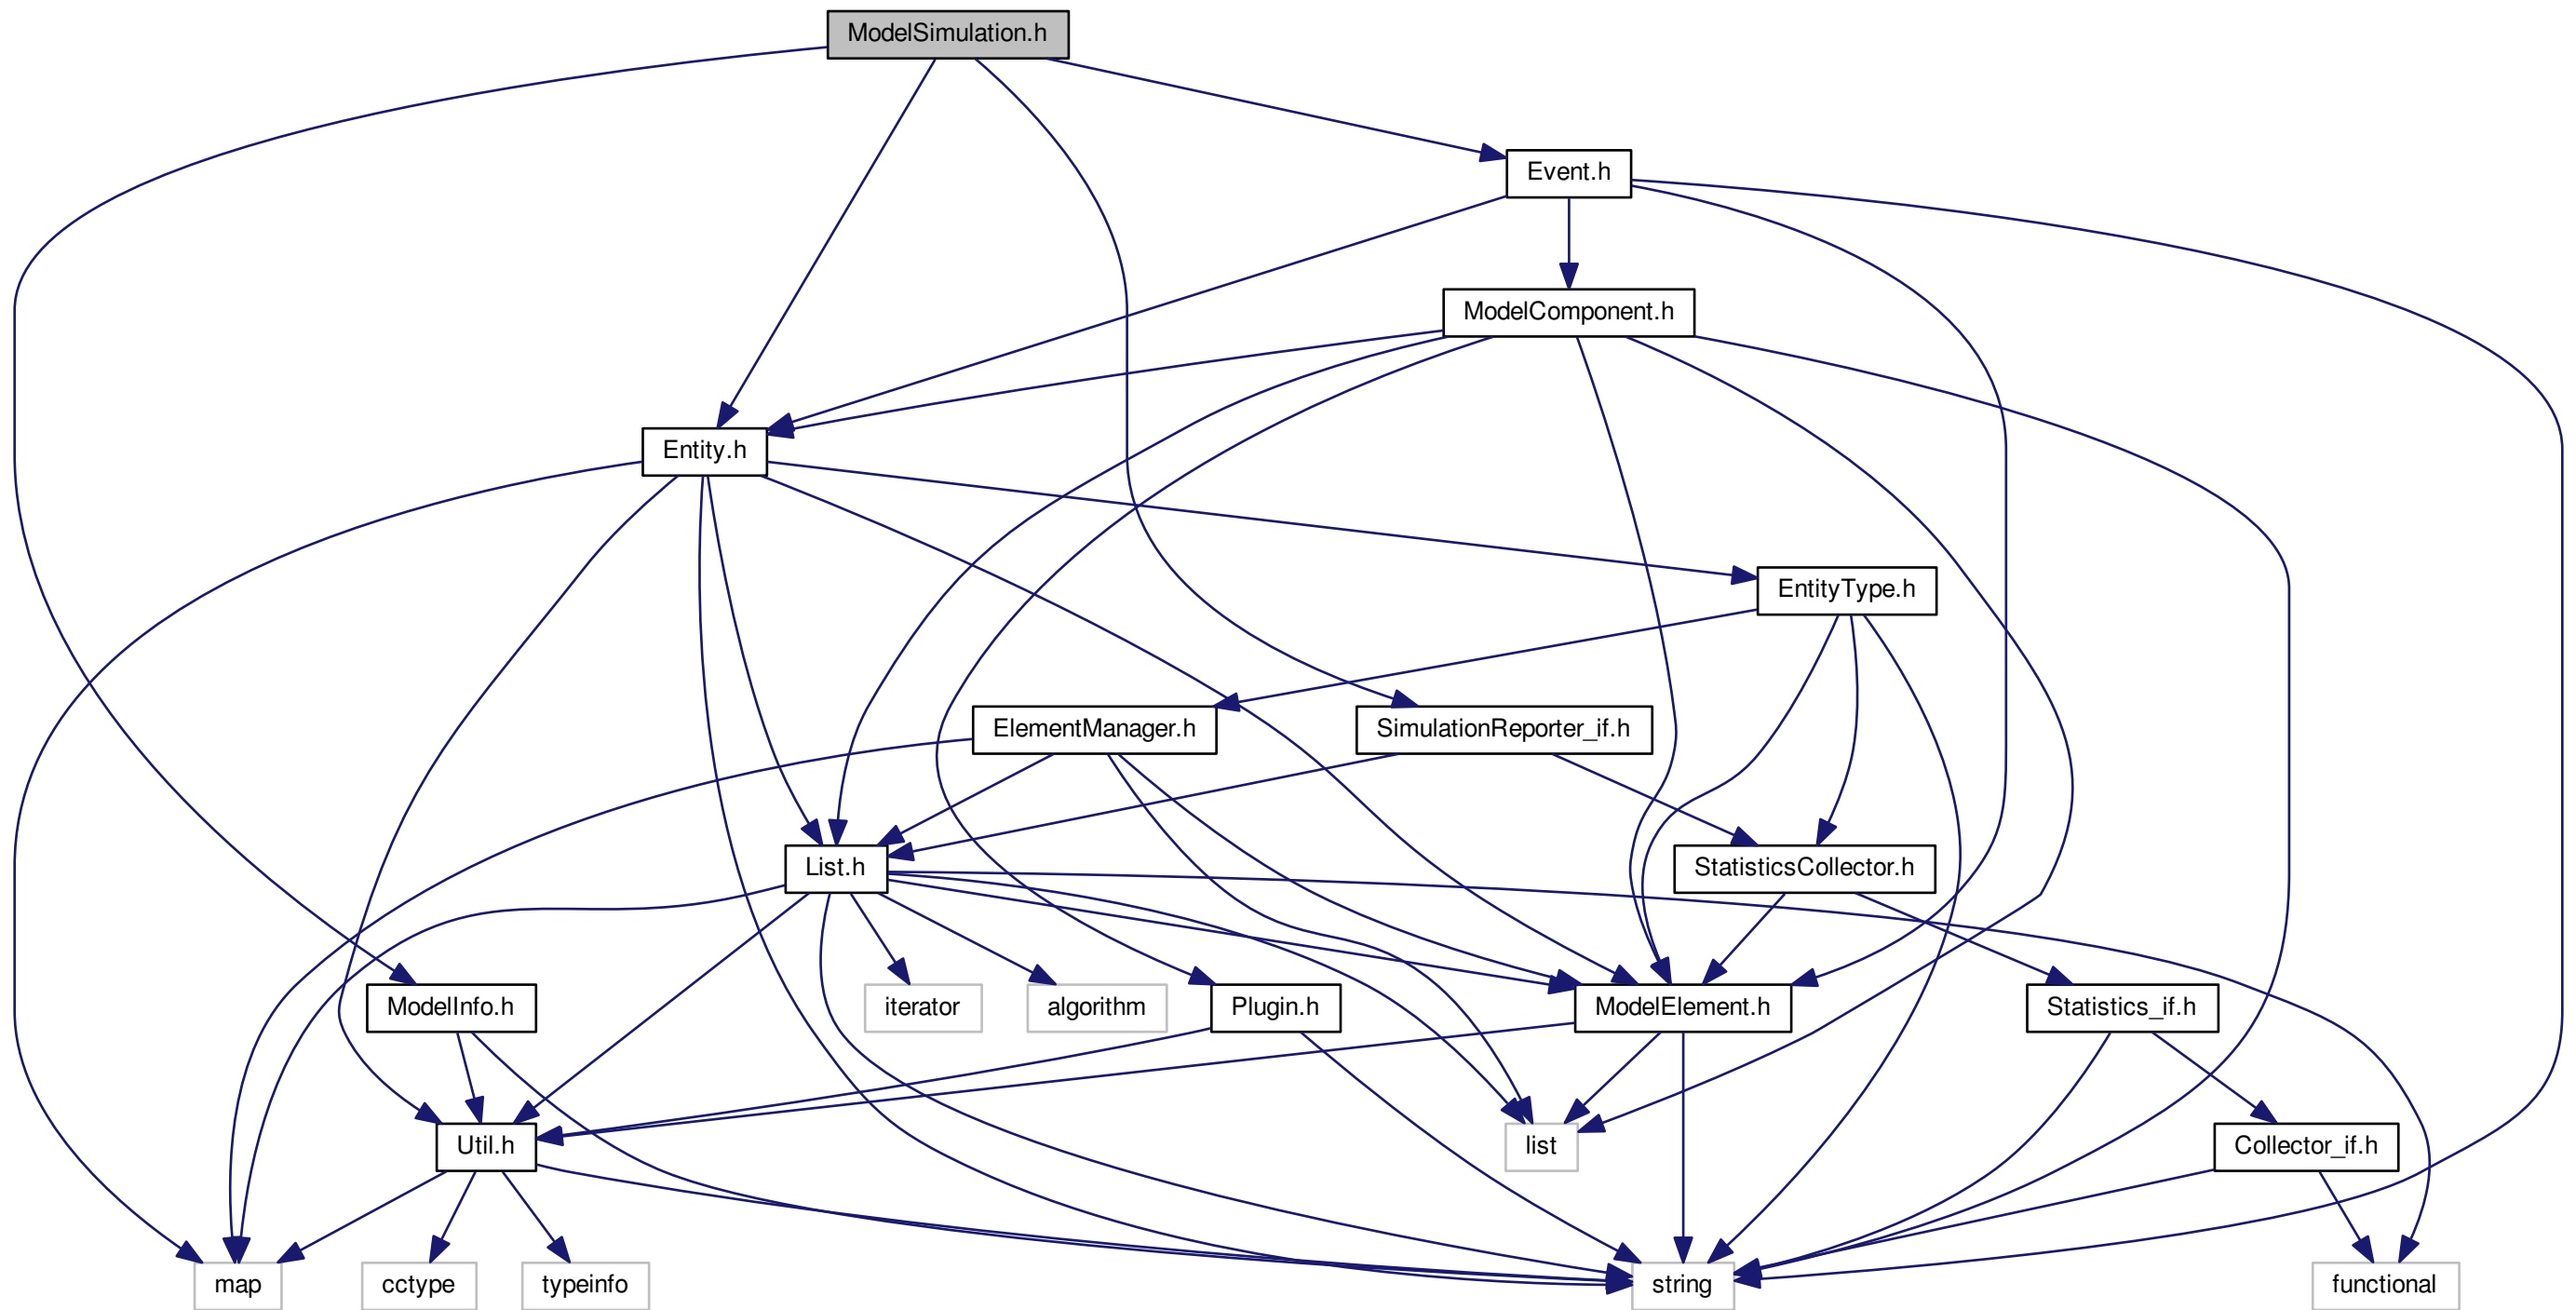 ModelSimulation.h
Event.h
ModelComponent.h
Entity.h
EntityType.h
ElementManager.h
SimulationReporter_if.h
List.h
StatisticsCollector.h
ModelInfo.h
iterator
algorithm
Plugin.h
ModelElement.h
Statistics_if.h
Util.h
list
Collector_if.h
map
cctype
typeinfo
string
functional